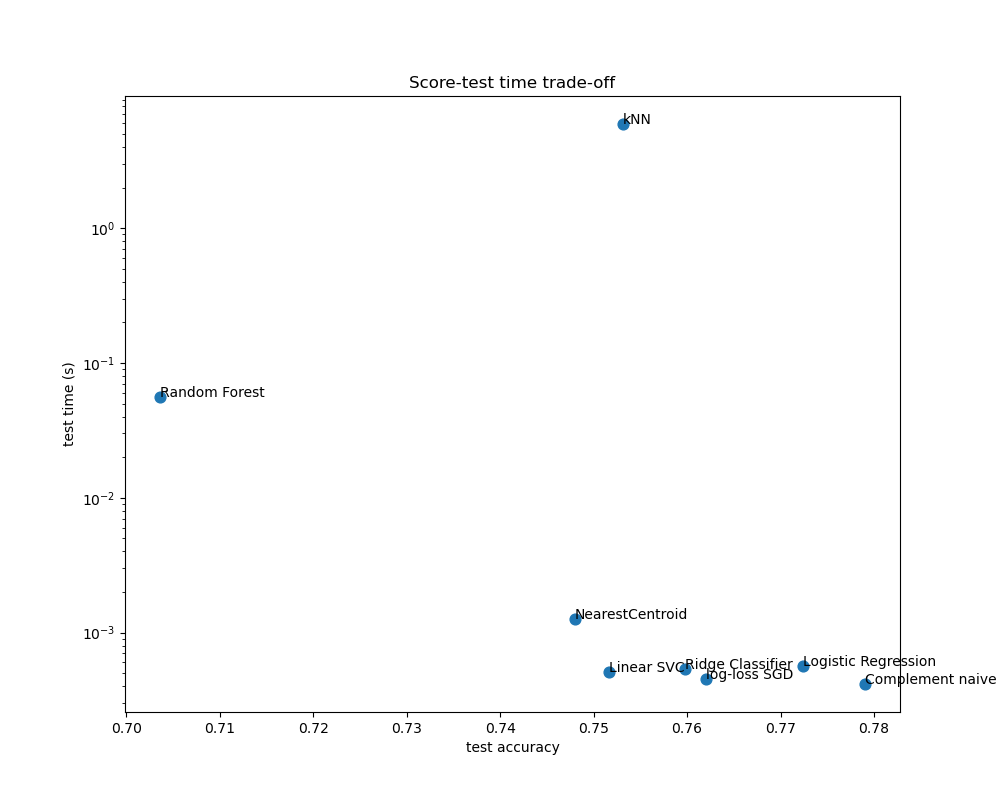 Score-test time trade-off
kNN
10⁰
10⁻¹
Random Forest
test time (s)
10⁻²
NearestCentroid
10⁻³
Linear SVC
Ridge Classifier
log-loss SGD
Logistic Regression
Complement naive
0.70 0.71 0.72 0.73 0.74 0.75 0.76 0.77 0.78
test accuracy